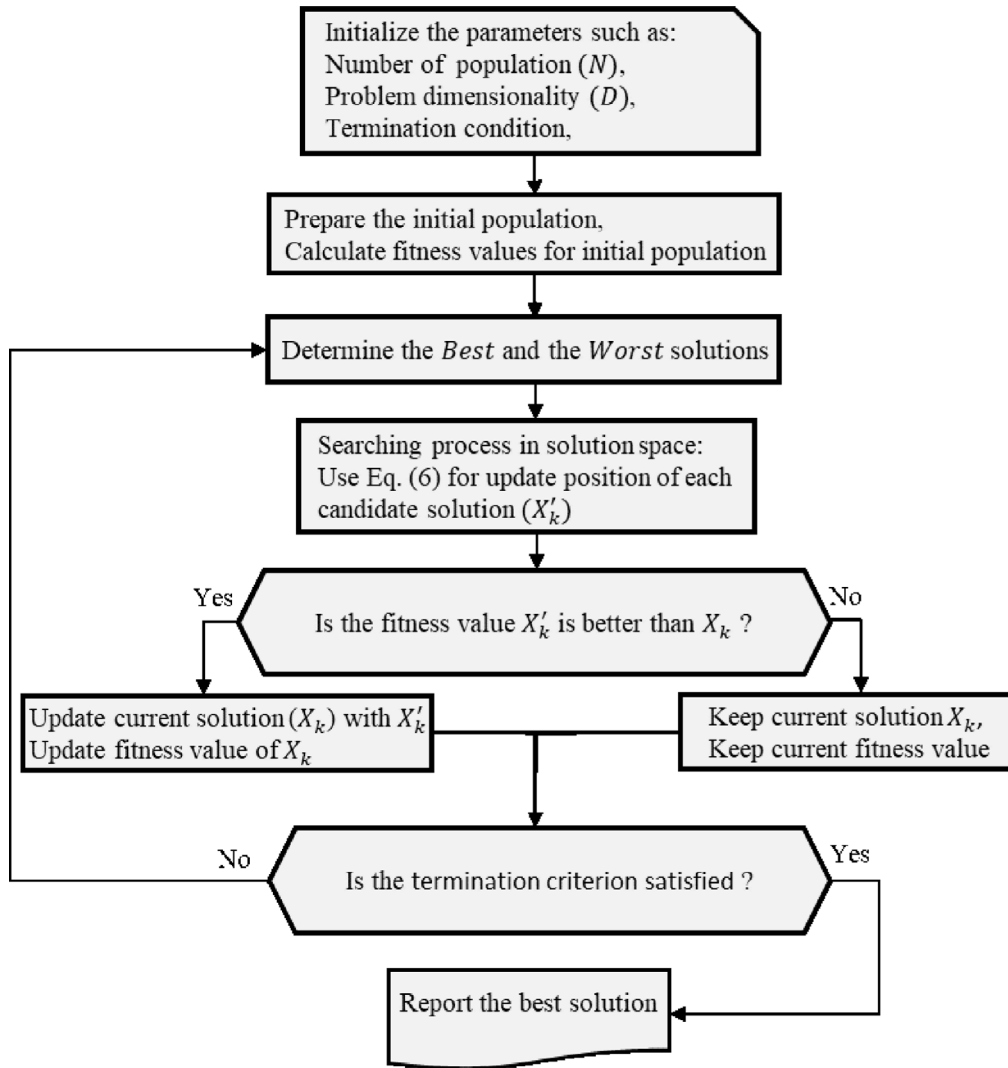 Initialize the parameters such as:
Number of population (N),
Problem dimensionality (D),
Termination condition,
Prepare the initial population,
Calculate fitness values for initial population
Determine the Best and the Worst solutions
Searching process in solution space:
Use Eq. (6) for update position of each
candidate solution (X′ₖ)
Yes
Is the fitness value X′ₖ is better than Xₖ ?
No
Update current solution (Xₖ) with X′ₖ
Update fitness value of Xₖ
Keep current solution Xₖ,
Keep current fitness value
No
Is the termination criterion satisfied ?
Yes
Report the best solution